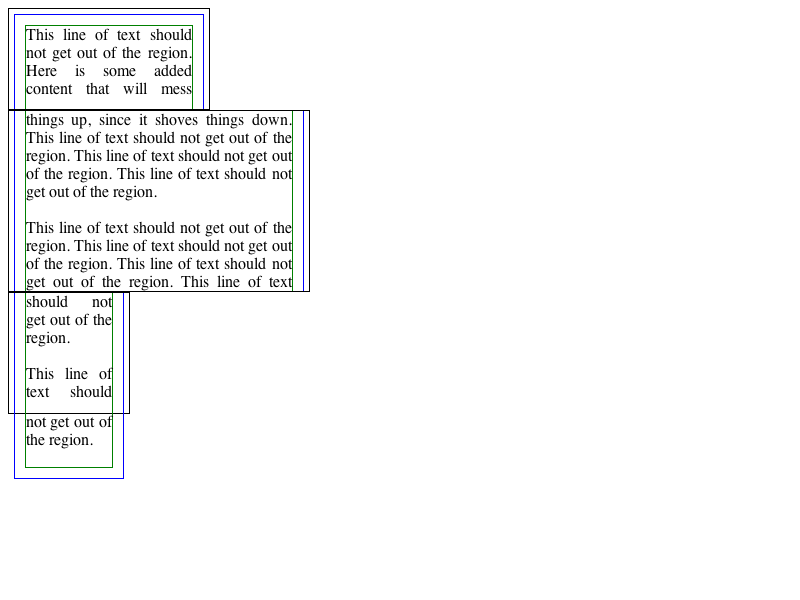 This line of text should
not get out of the region.
Here is some added
content that will mess
things up, since it shoves things down.
This line of text should not get out of the
region. This line of text should not get out
of the region. This line of text should not
get out of the region.
This line of text should not get out of the
region. This line of text should not get out
of the region. This line of text should not
get out of the region. This line of text
should not
get out of the
region.
This line of
text should
not get out of
the region.